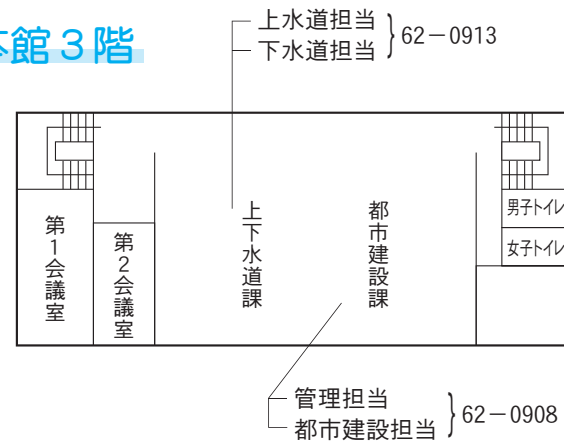 本館3階
上水道担当
下水道担当
62−0913
第1会議室
第2会議室
上下水道課
都市建設課
男子トイレ
女子トイレ
管理担当
都市建設担当
62−0908